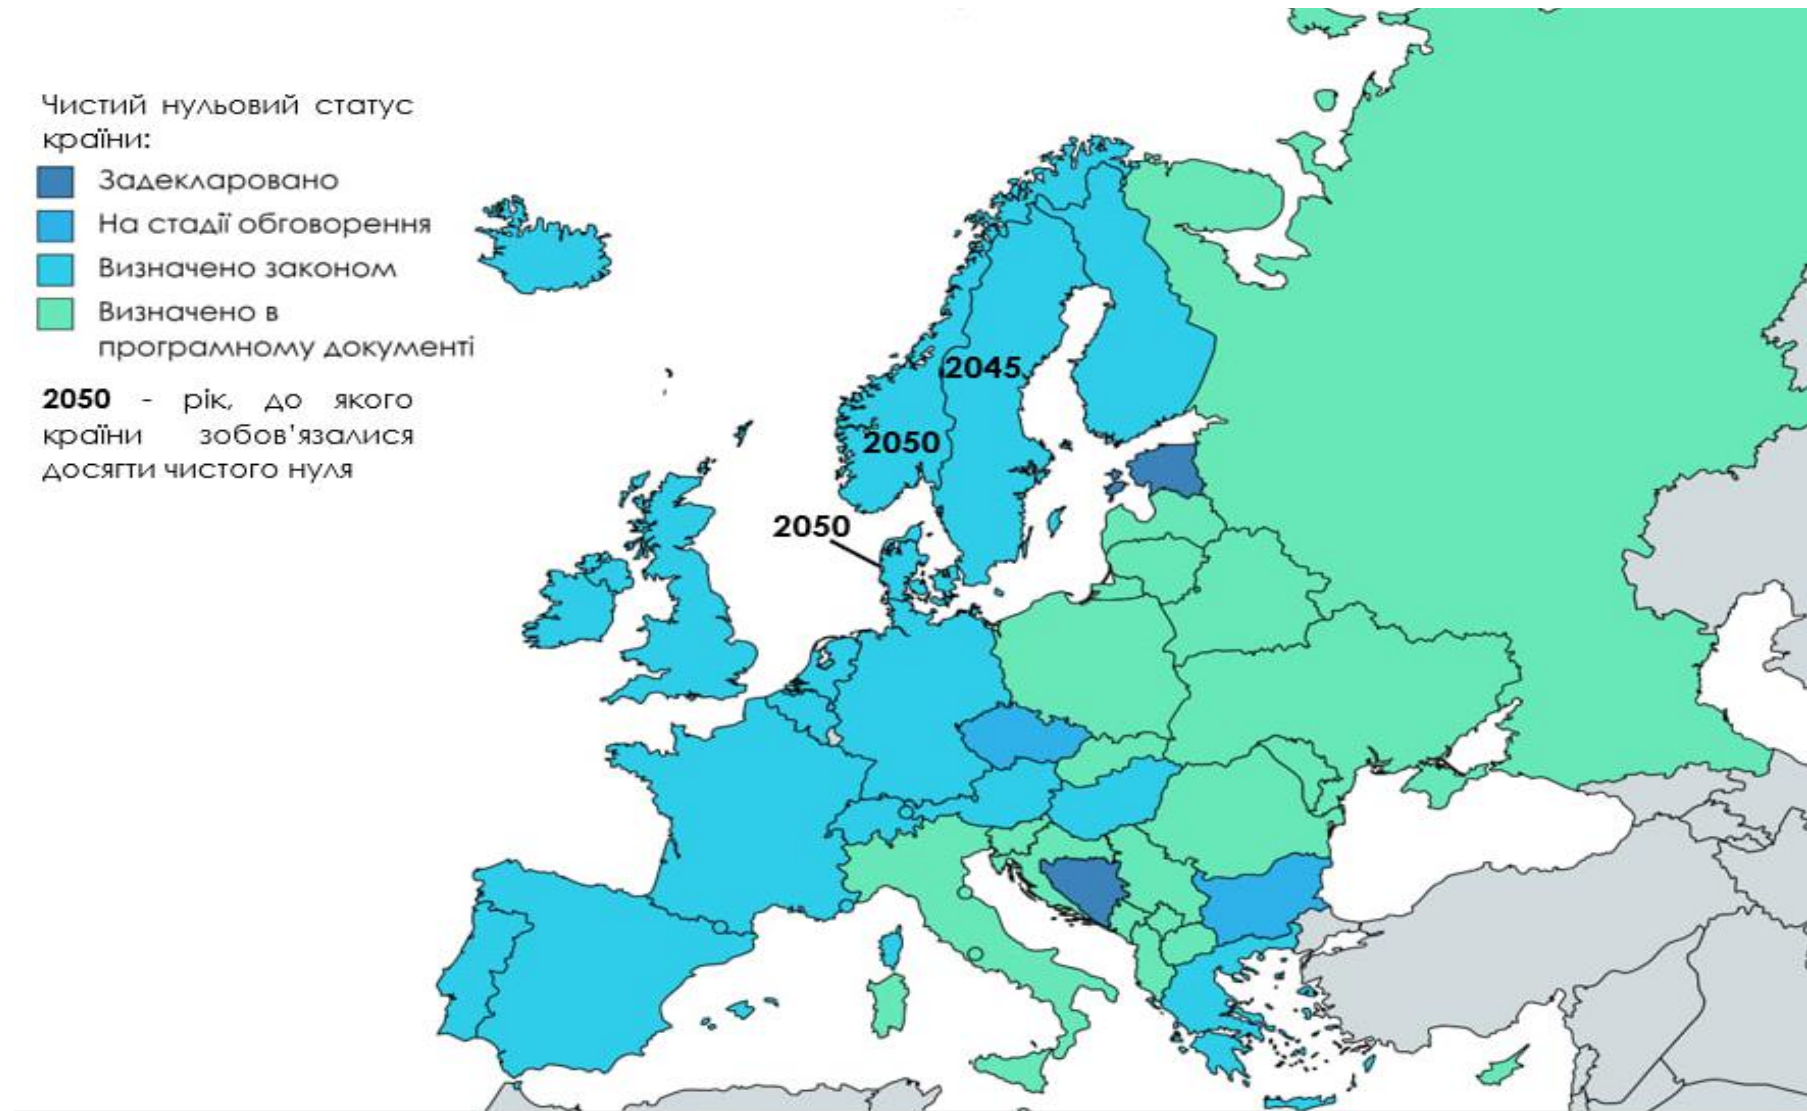 Чистий нульовий статус
країни:
Задекларовано
На стадії обговорення
Визначено законом
Визначено в
програмному документі
2050 - рік, до якого
країни зобов'язалися
досягти чистого нуля
2045
2050
2050